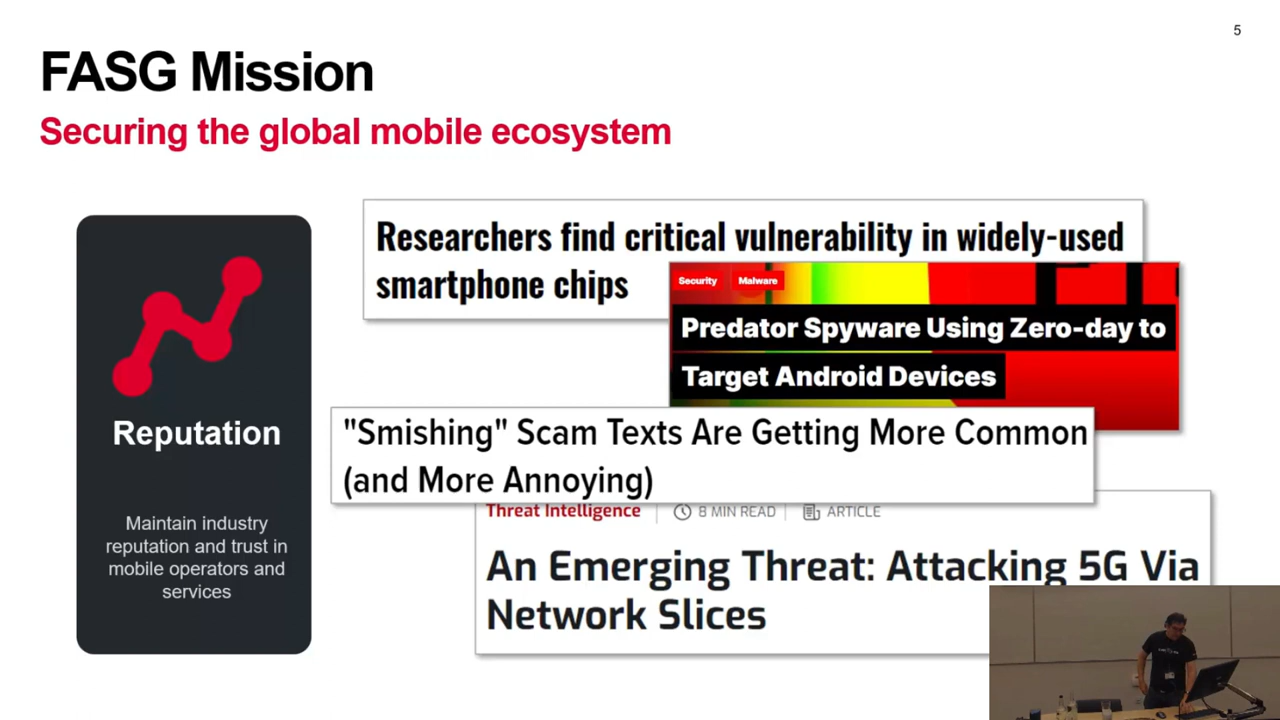 5
FASG Mission
Securing the global mobile ecosystem
Researchers find critical vulnerability in widely-used
smartphone chips
Security Malware
Predator Spyware Using Zero-day to
Target Android Devices
"Smishing" Scam Texts Are Getting More Common
(and More Annoying)
Threat Intelligence 8 MIN READ ARTICLE
An Emerging Threat: Attacking 5G Via
Network Slices
Reputation
Maintain industry
reputation and trust in
mobile operators and
services